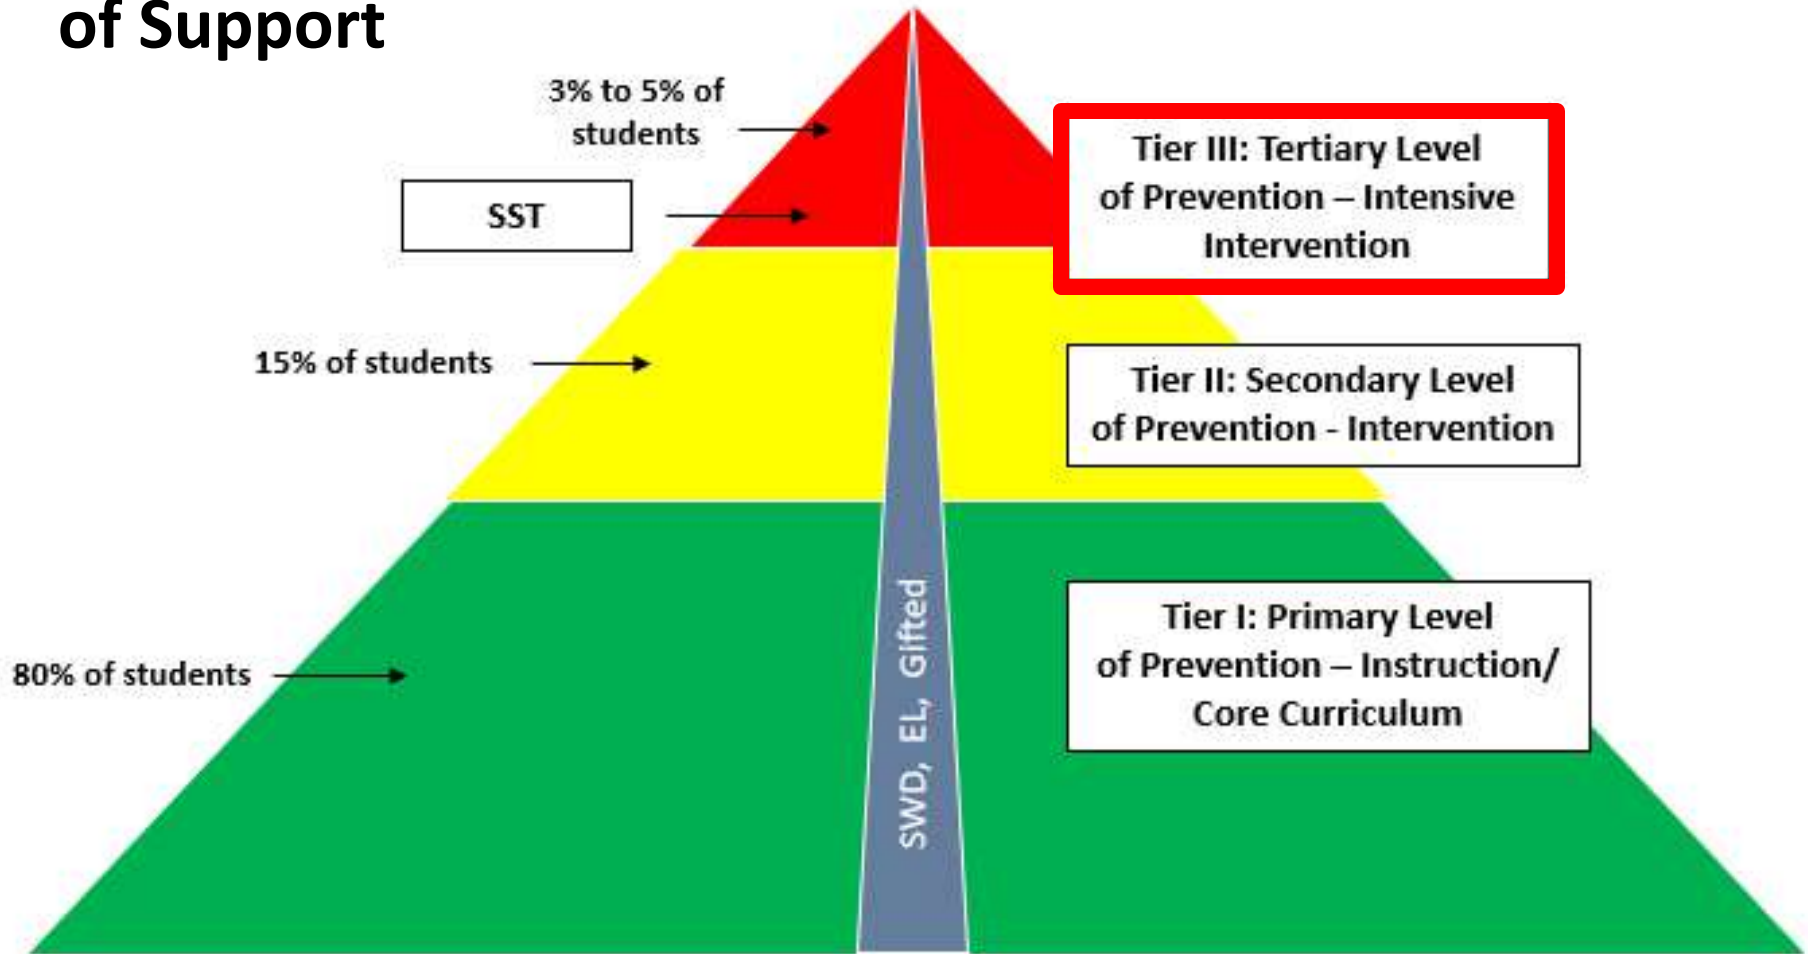 of Support
3% to 5% of
students
SST
Tier III: Tertiary Level
of Prevention – Intensive
Intervention
15% of students
Tier II: Secondary Level
of Prevention - Intervention
80% of students
Tier I: Primary Level
of Prevention – Instruction/
Core Curriculum
SWD, EL, Gifted